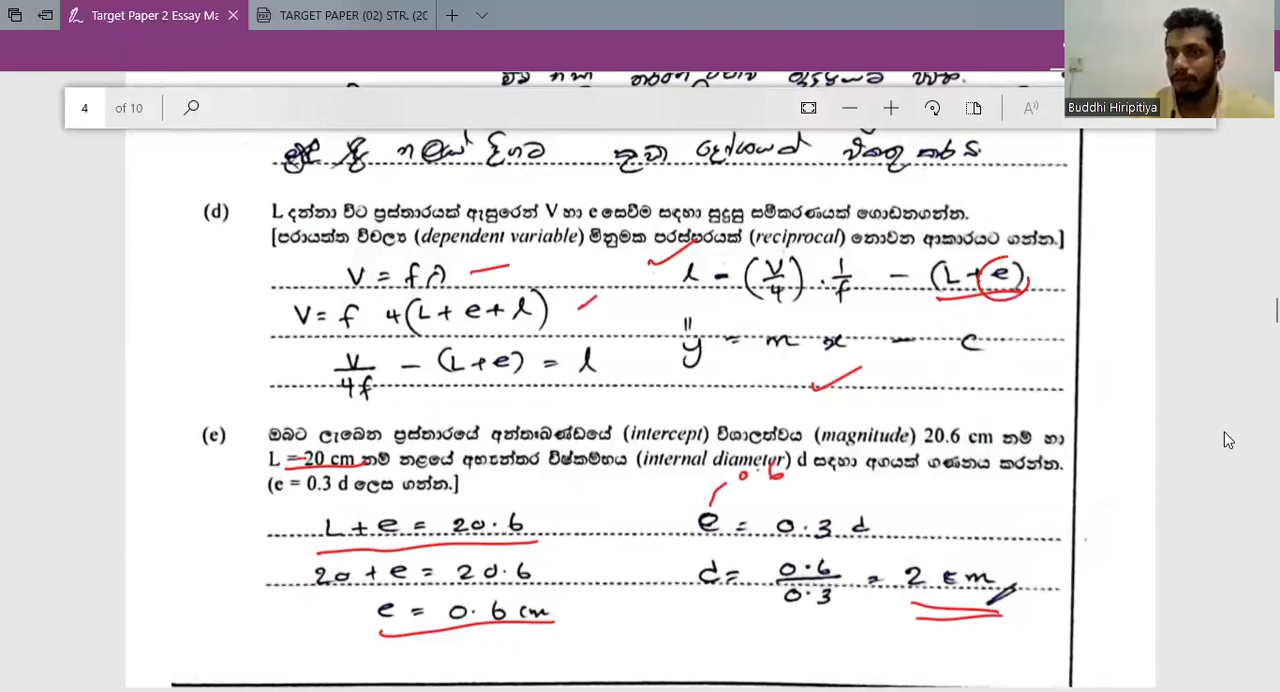 Target Paper 2 Essay Ma
TARGET PAPER (02) STR. (20
4 of 10
Buddhi Hiripitiya
(d) L දන්නා විට ප්‍රස්තාරයක් ඇසුරෙන් V හා e සෙවීම සඳහා සුදුසු සමීකරණයක් ගොඩනගන්න.
[පරායත්ත විචල්‍ය (dependent variable) මිනුමක පරස්පරයක් (reciprocal) නොවන ආකාරයට ගන්න.]
V = fλ
V = f 4(L + e + l)
V/4f − (L+e) = l
l = (V/4) . 1/f − (L+e)
y = m x − c
(e) ඔබට ලැබෙන ප්‍රස්තාරයේ අන්තඃඛණ්ඩයේ (intercept) විශාලත්වය (magnitude) 20.6 cm නම් හා
L = 20 cm නම් නළයේ අභ්‍යන්තර විෂ්කම්භය (internal diameter) d සඳහා අගයක් ගණනය කරන්න.
(e = 0.3 d ලෙස ගන්න.]
L + e = 20.6
20 + e = 20.6
e = 0.6 cm
0.6
e = 0.3 d
d = 0.6/0.3 = 2 cm